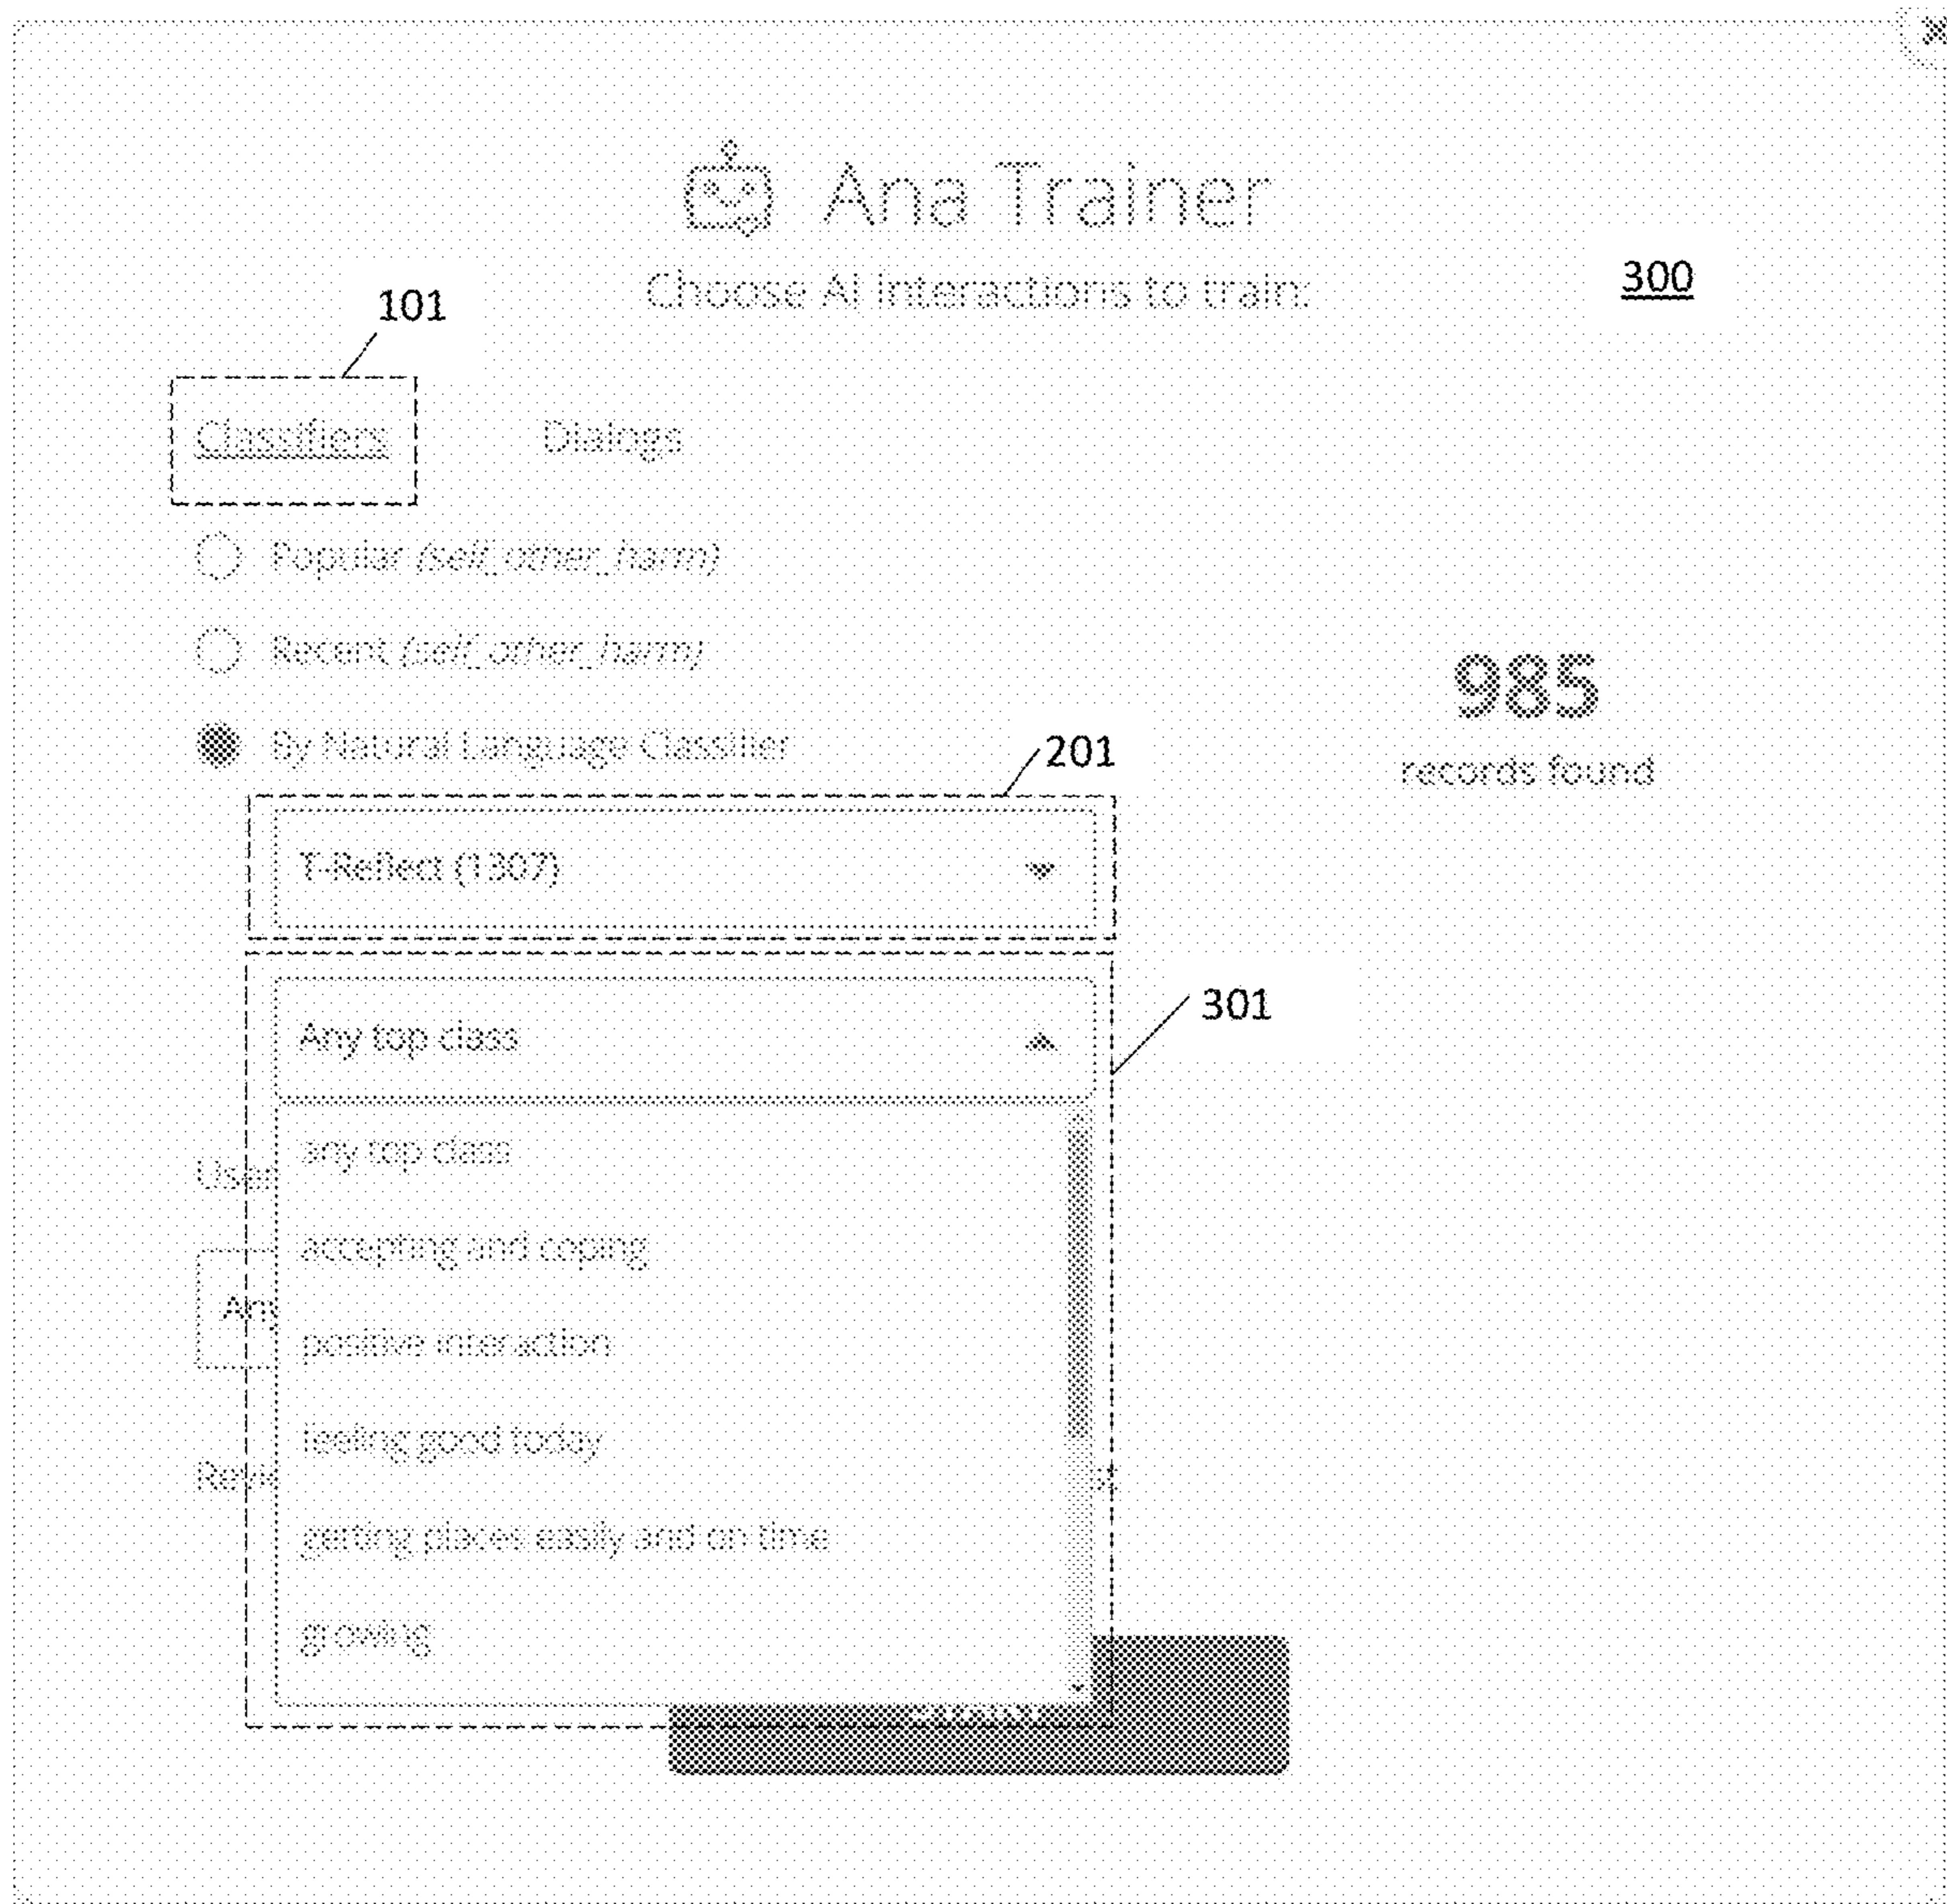 Ana Trainer
Choose AI interactions to train:
300
101
Classifiers Dialogs
Popular (self_other_harm)
Recent (self_other_harm)
985
records found
By Natural Language Classifier
201
T-Reflect (1307)
301
Any top class
any top class
User
accepting and coping
Any
positive interaction
feeling good today
getting places easily and on time
growing